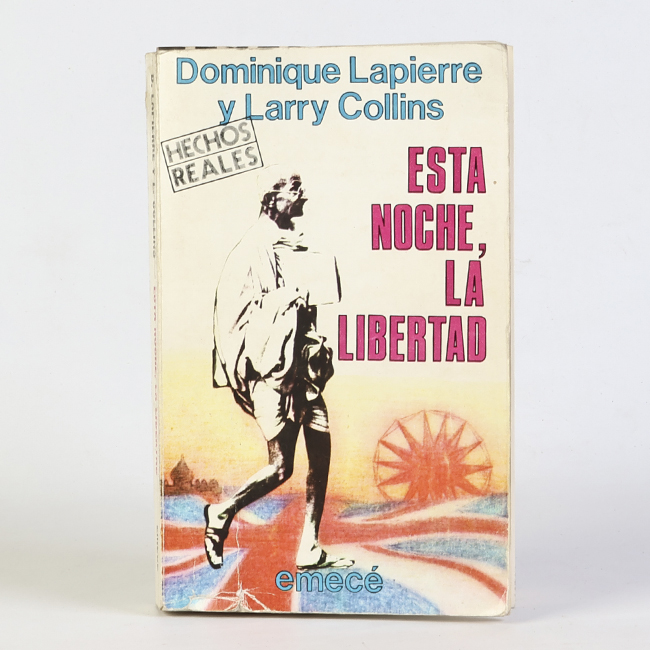 Dominique Lapierre
y Larry Collins
HECHOS
REALES
ESTA
NOCHE,
LA
LIBERTAD
emecé